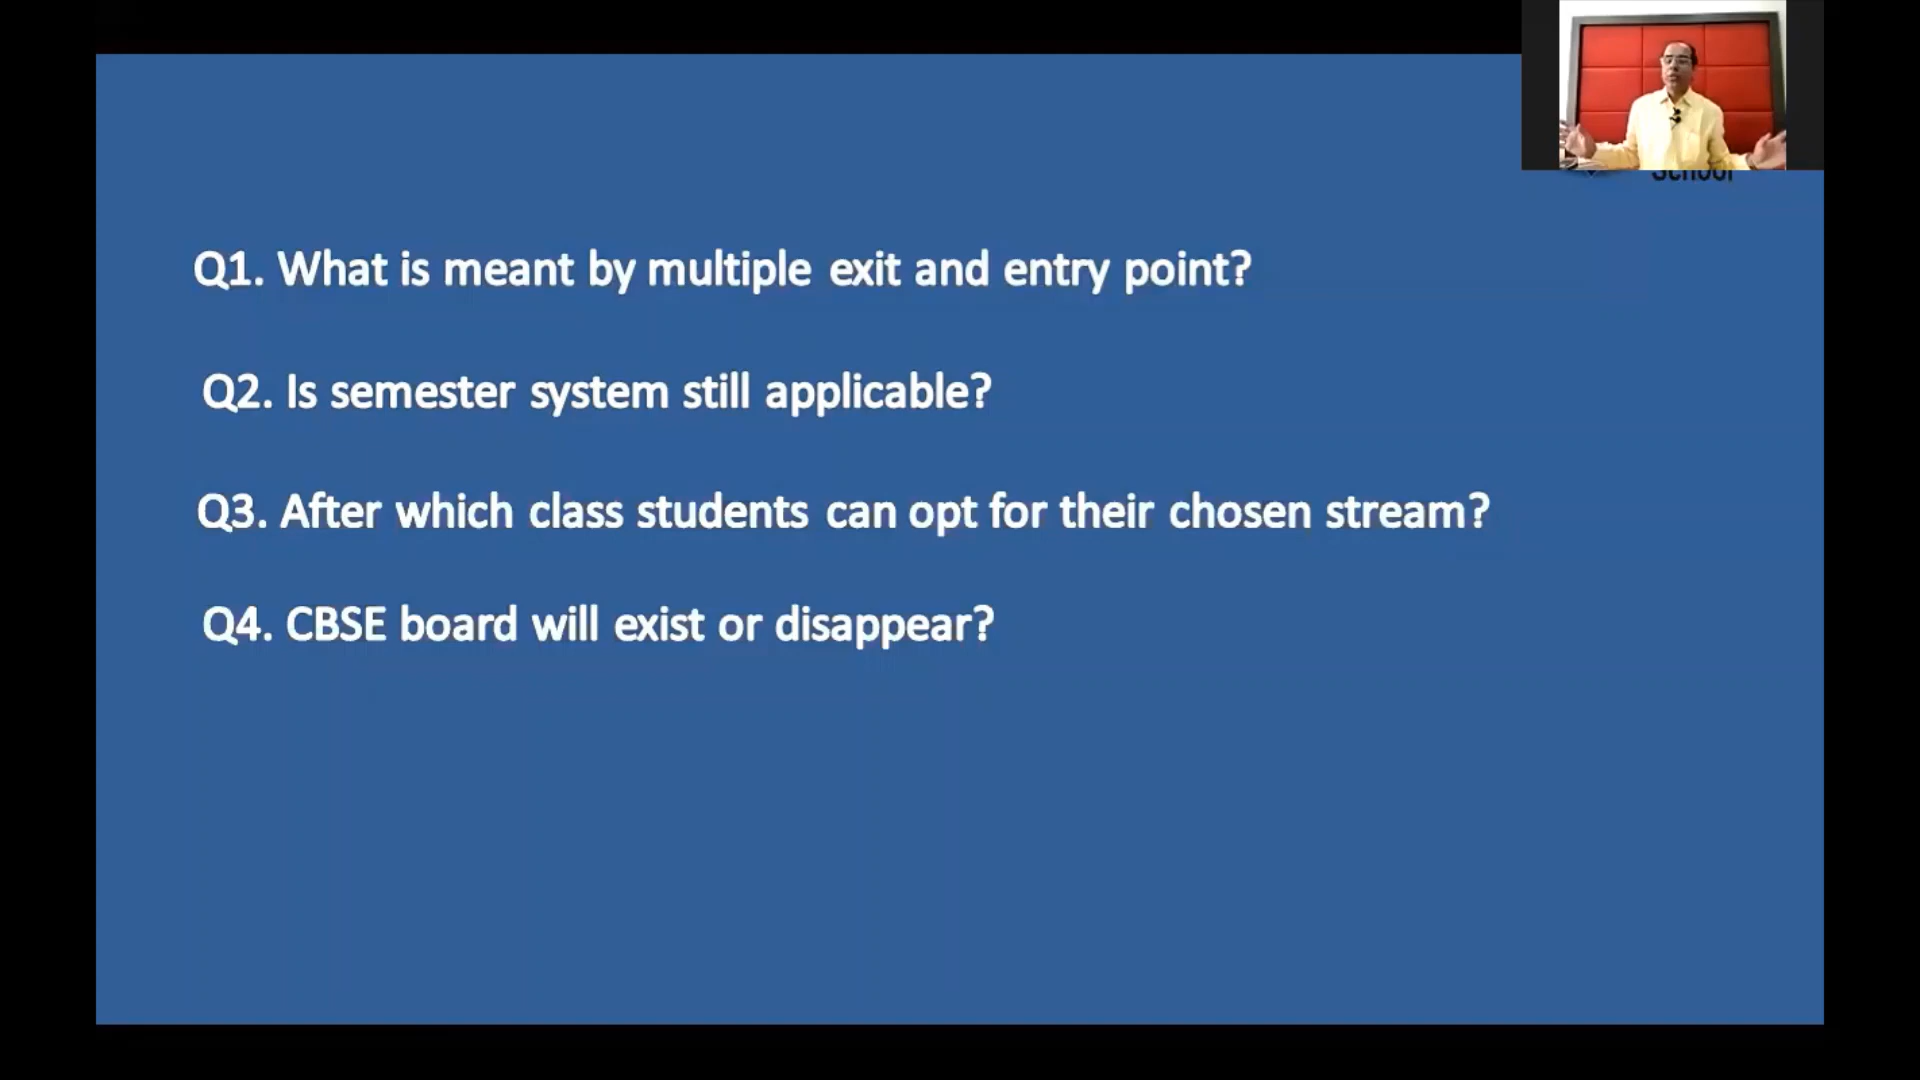 School
Q1. What is meant by multiple exit and entry point?
Q2. Is semester system still applicable?
Q3. After which class students can opt for their chosen stream?
Q4. CBSE board will exist or disappear?